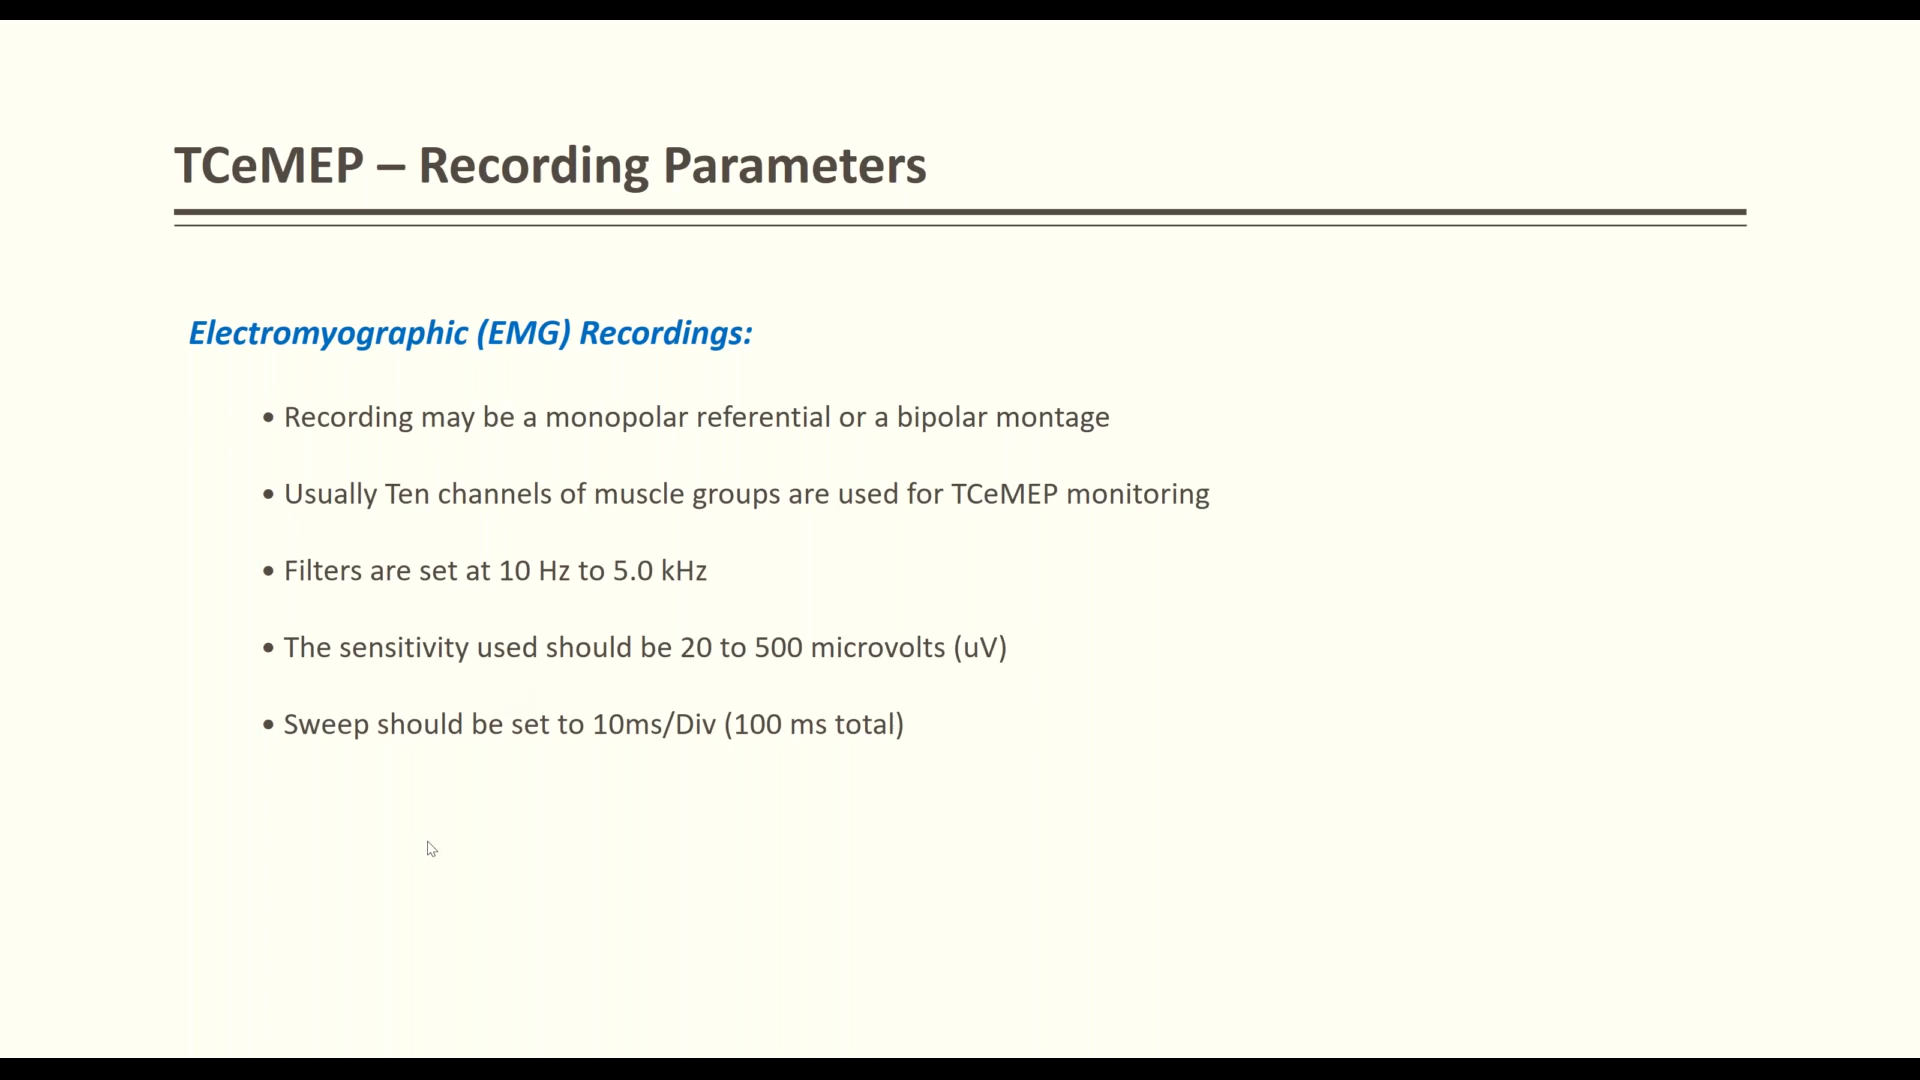 TCeMEP – Recording Parameters
Electromyographic (EMG) Recordings:
• Recording may be a monopolar referential or a bipolar montage
• Usually Ten channels of muscle groups are used for TCeMEP monitoring
• Filters are set at 10 Hz to 5.0 kHz
• The sensitivity used should be 20 to 500 microvolts (uV)
• Sweep should be set to 10ms/Div (100 ms total)